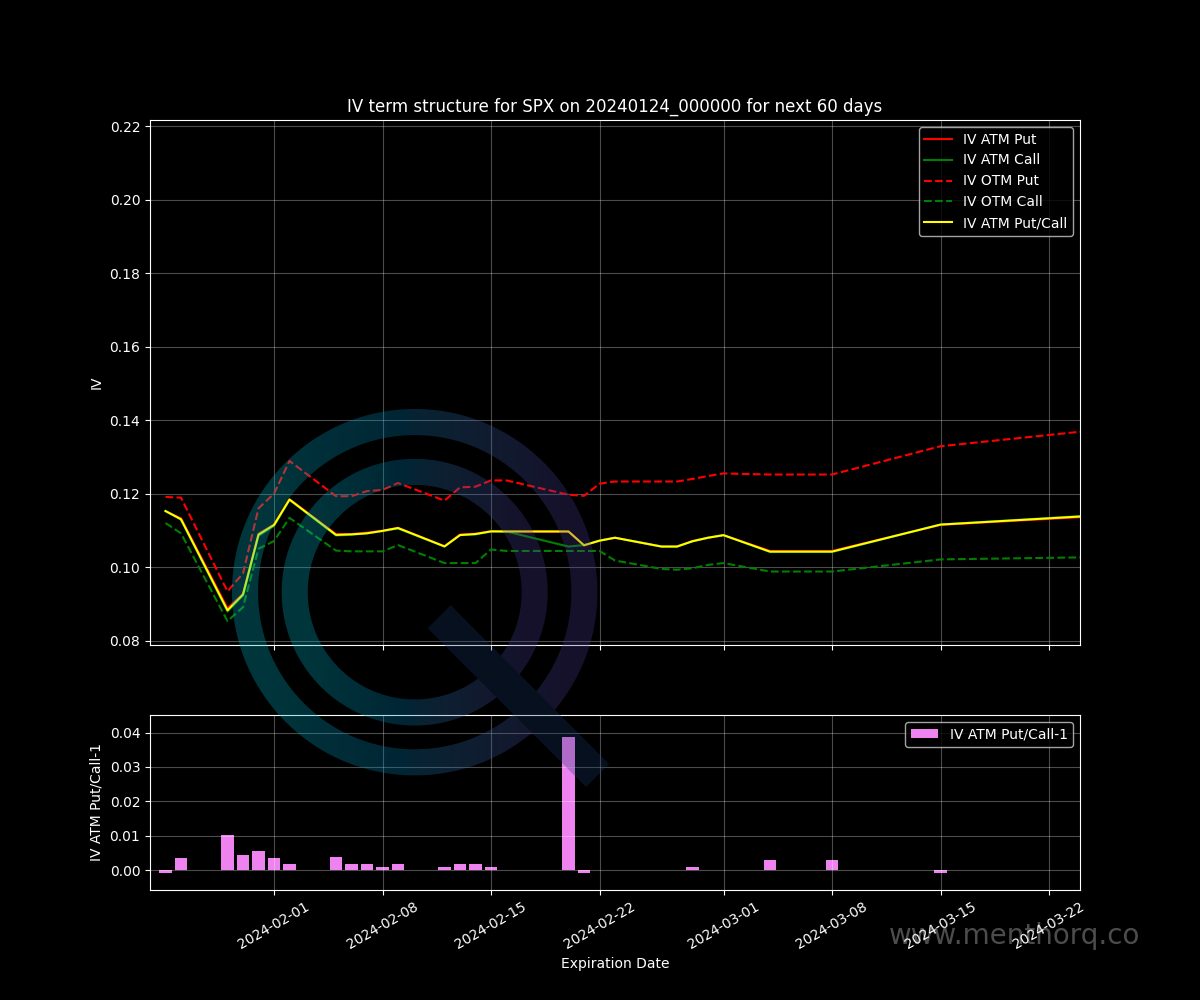 IV term structure for SPX on 20240124_000000 for next 60 days
0.22
0.20
0.18
0.16
0.14
0.12
0.10
0.08
IV
IV ATM Put
IV ATM Call
IV OTM Put
IV OTM Call
IV ATM Put/Call
0.04
0.03
0.02
0.01
0.00
IV ATM Put/Call-1
IV ATM Put/Call-1
2024-02-01
2024-02-08
2024-02-15
2024-02-22
2024-03-01
2024-03-08
2024-03-15
2024-03-22
www.menthorq.co
Expiration Date